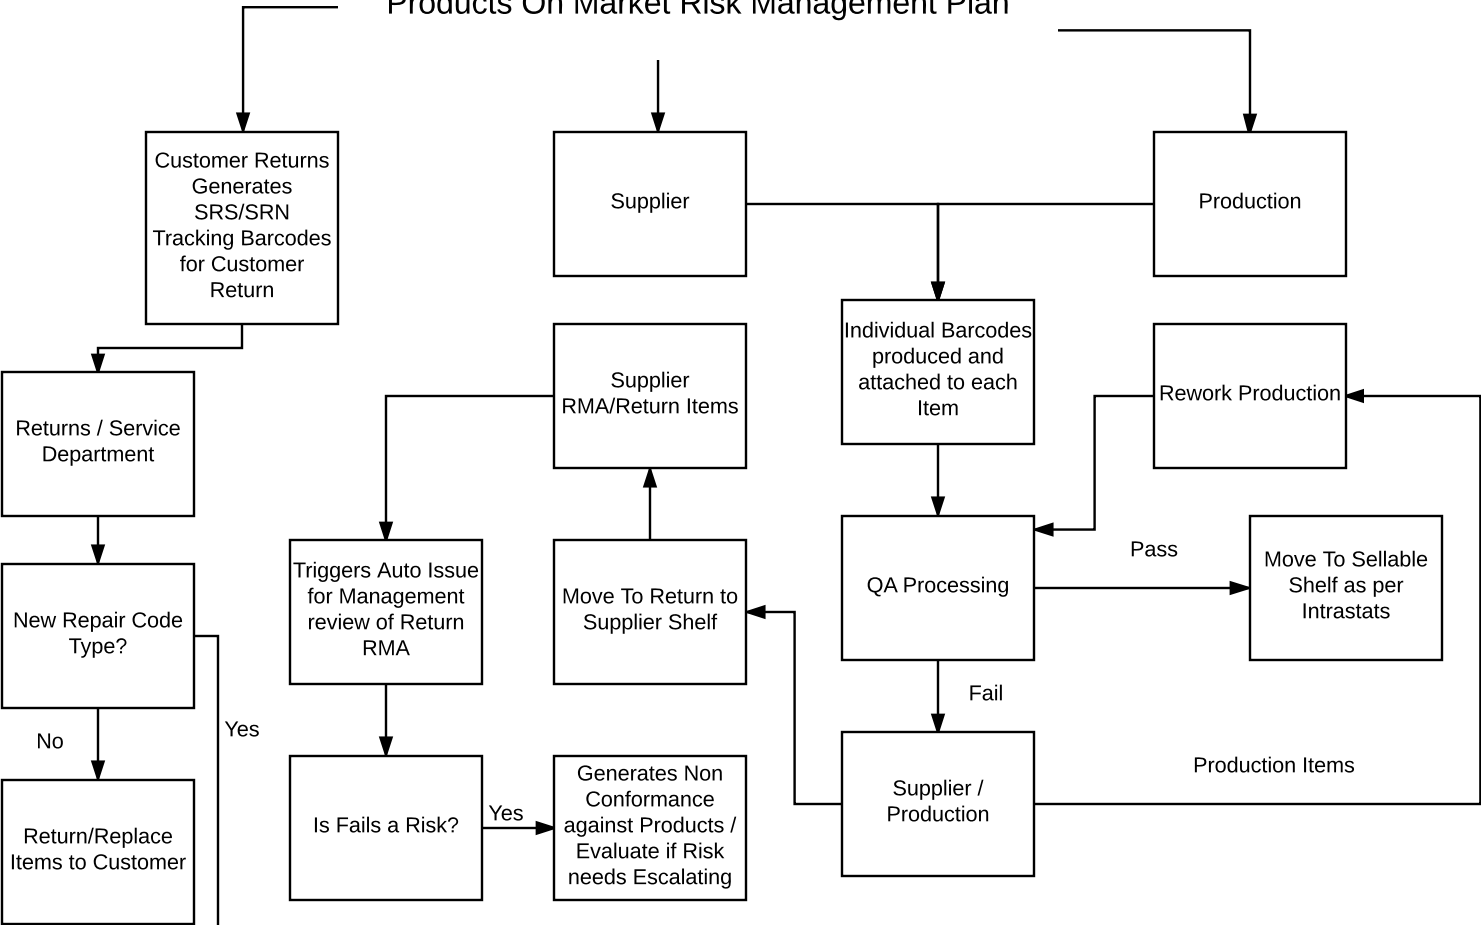 Products On Market Risk Management Plan
Customer Returns
Generates
SRS/SRN
Tracking Barcodes
for Customer
Return
Supplier
Production
Individual Barcodes
produced and
attached to each
Item
Supplier
RMA/Return Items
Rework Production
Returns / Service
Department
Triggers Auto Issue
for Management
review of Return
RMA
Move To Return to
Supplier Shelf
QA Processing
Pass
Move To Sellable
Shelf as per
Intrastats
New Repair Code
Type?
Fail
No
Yes
Production Items
Is Fails a Risk?
Yes
Generates Non
Conformance
against Products /
Evaluate if Risk
needs Escalating
Supplier /
Production
Return/Replace
Items to Customer